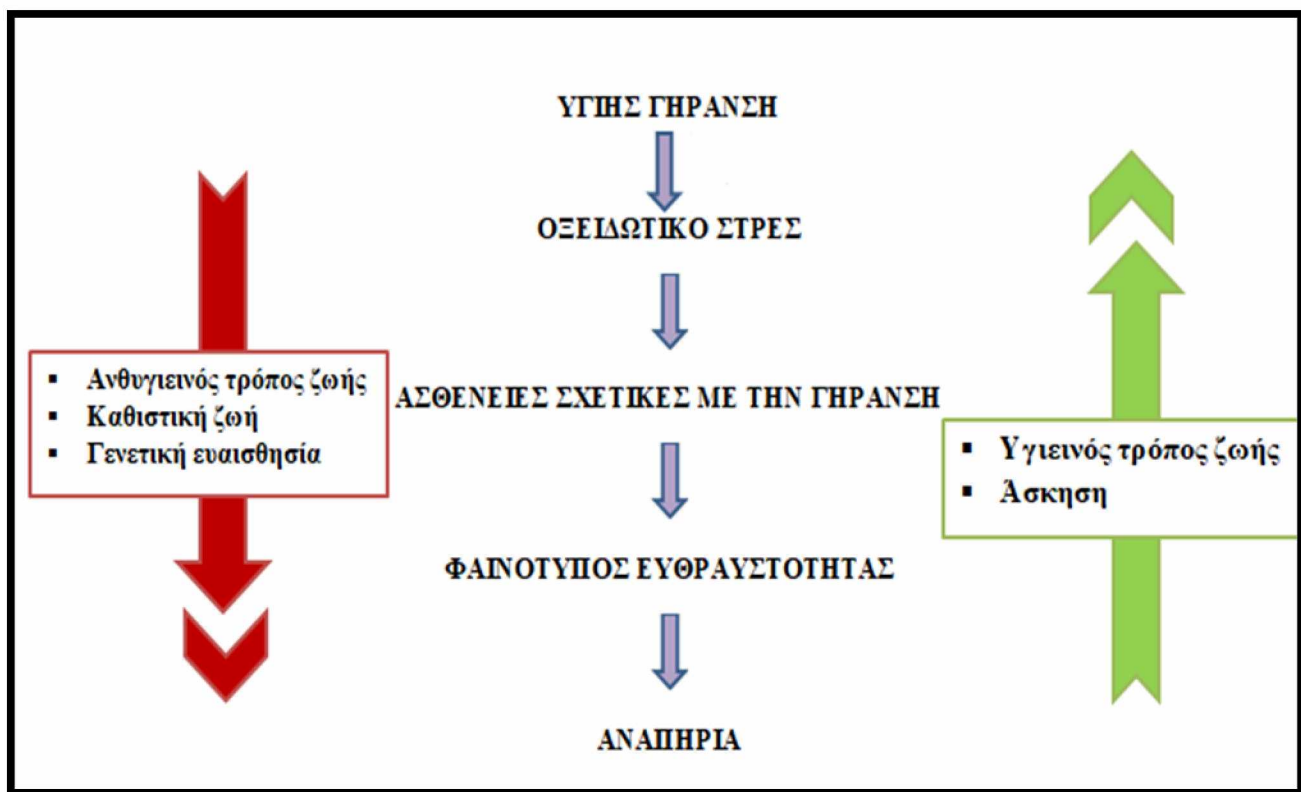 ΥΓΙΗΣ ΓΗΡΑΝΣΗ
ΟΞΕΙΔΩΤΙΚΟ ΣΤΡΕΣ
▪ Ανθυγιεινός τρόπος ζωής
▪ Καθιστική ζωή
▪ Γενετική ευαισθησία
ΑΣΘΕΝΕΙΕΣ ΣΧΕΤΙΚΕΣ ΜΕ ΤΗΝ ΓΗΡΑΝΣΗ
▪ Υγιεινός τρόπος ζωής
▪ Άσκηση
ΦΑΙΝΟΤΥΠΟΣ ΕΥΘΡΑΥΣΤΟΤΗΤΑΣ
ΑΝΑΠΗΡΙΑ